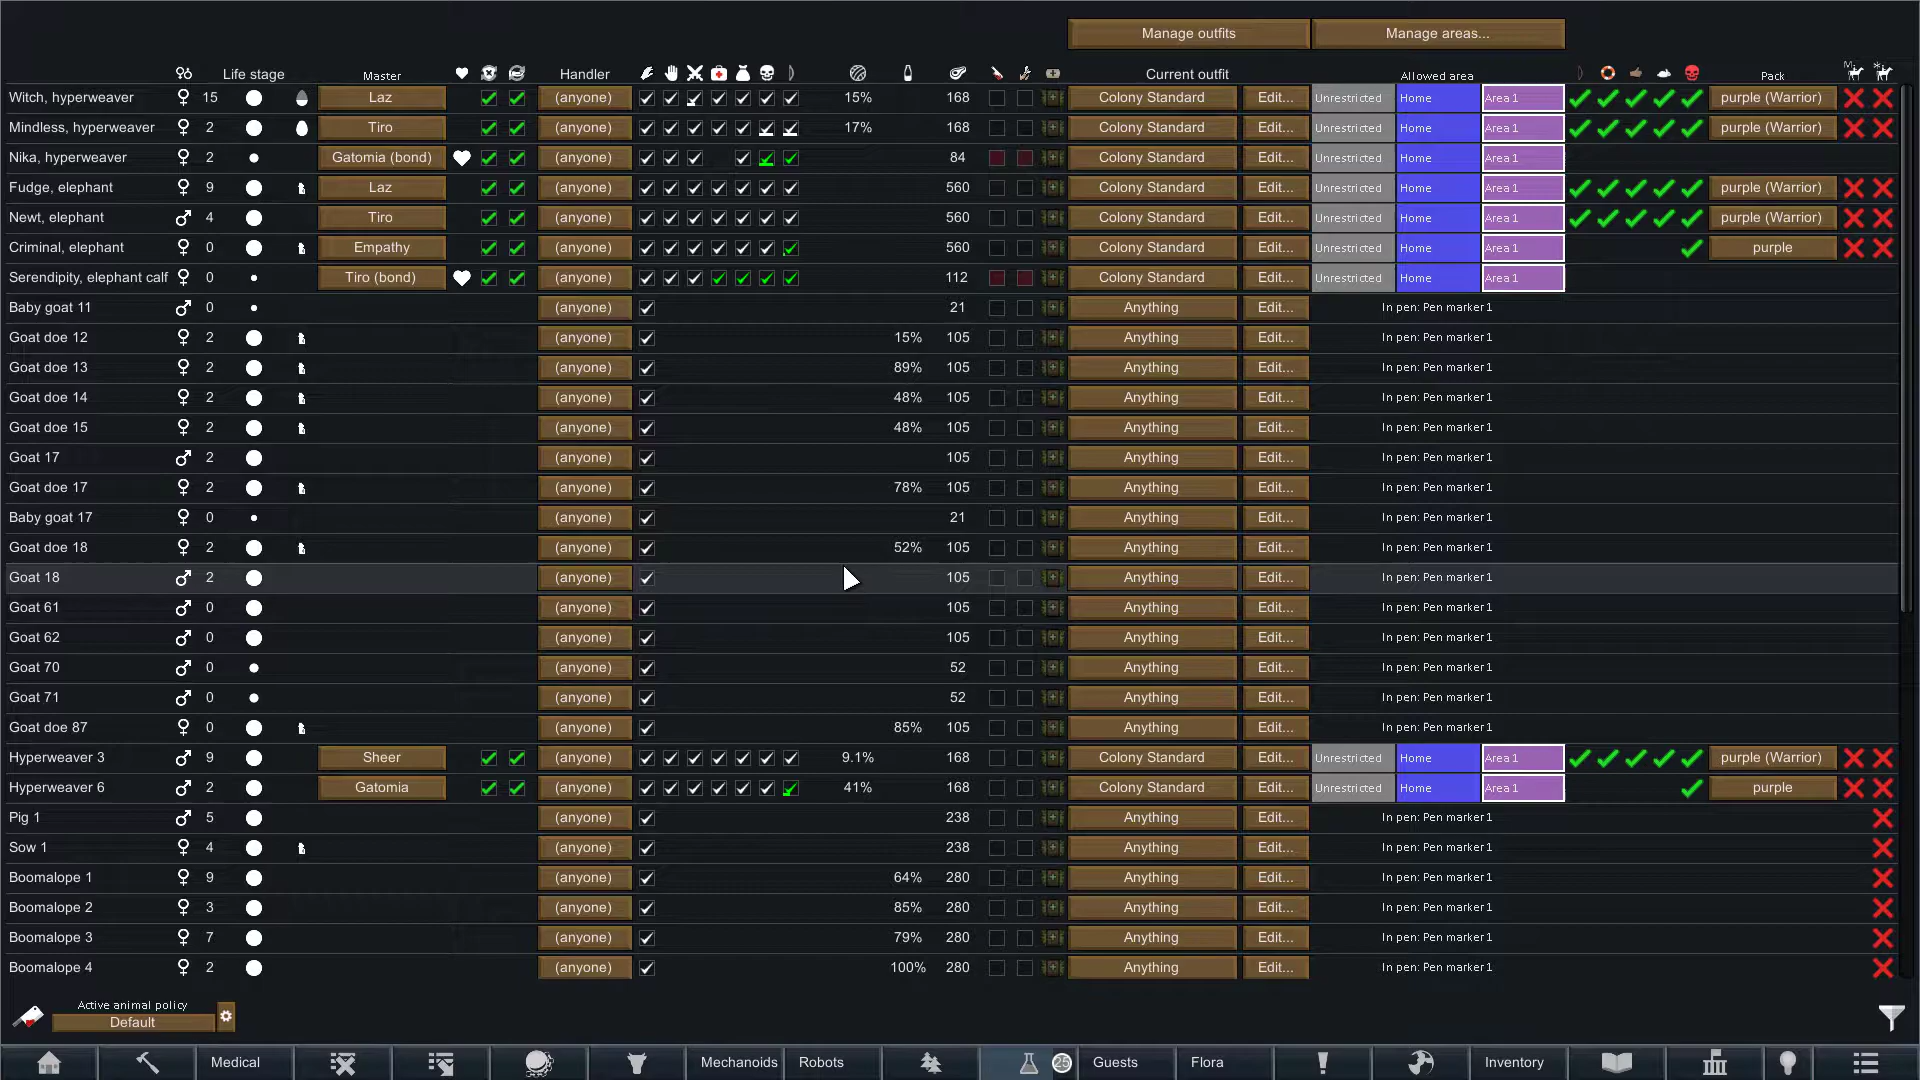 Manage outfits Manage areas...
Life stage Master Handler Current outfit Allowed area M Pack
Witch, hyperweaver 15 Laz (anyone) 15% 168 Colony Standard Edit... Unrestricted Home Area 1 purple (Warrior)
Mindless, hyperweaver 2 Tiro (anyone) 17% 168 Colony Standard Edit... Unrestricted Home Area 1 purple (Warrior)
Nika, hyperweaver 2 Gatomia (bond) (anyone) 84 Colony Standard Edit... Unrestricted Home Area 1
Fudge, elephant 9 Laz (anyone) 560 Colony Standard Edit... Unrestricted Home Area 1 purple (Warrior)
Newt, elephant 4 Tiro (anyone) 560 Colony Standard Edit... Unrestricted Home Area 1 purple (Warrior)
Criminal, elephant 0 Empathy (anyone) 560 Colony Standard Edit... Unrestricted Home Area 1 purple
Serendipity, elephant calf 0 Tiro (bond) (anyone) 112 Colony Standard Edit... Unrestricted Home Area 1
Baby goat 11 0 (anyone) 21 Anything Edit... In pen: Pen marker 1
Goat doe 12 2 (anyone) 15% 105 Anything Edit... In pen: Pen marker 1
Goat doe 13 2 (anyone) 89% 105 Anything Edit... In pen: Pen marker 1
Goat doe 14 2 (anyone) 48% 105 Anything Edit... In pen: Pen marker 1
Goat doe 15 2 (anyone) 48% 105 Anything Edit... In pen: Pen marker 1
Goat 17 2 (anyone) 105 Anything Edit... In pen: Pen marker 1
Goat doe 17 2 (anyone) 78% 105 Anything Edit... In pen: Pen marker 1
Baby goat 17 0 (anyone) 21 Anything Edit... In pen: Pen marker 1
Goat doe 18 2 (anyone) 52% 105 Anything Edit... In pen: Pen marker 1
Goat 18 2 (anyone) 105 Anything Edit... In pen: Pen marker 1
Goat 61 0 (anyone) 105 Anything Edit... In pen: Pen marker 1
Goat 62 0 (anyone) 105 Anything Edit... In pen: Pen marker 1
Goat 70 0 (anyone) 52 Anything Edit... In pen: Pen marker 1
Goat 71 0 (anyone) 52 Anything Edit... In pen: Pen marker 1
Goat doe 87 0 (anyone) 85% 105 Anything Edit... In pen: Pen marker 1
Hyperweaver 3 9 Sheer (anyone) 9.1% 168 Colony Standard Edit... Unrestricted Home Area 1 purple (Warrior)
Hyperweaver 6 2 Gatomia (anyone) 41% 168 Colony Standard Edit... Unrestricted Home Area 1 purple
Pig 1 5 (anyone) 238 Anything Edit... In pen: Pen marker 1
Sow 1 4 (anyone) 238 Anything Edit... In pen: Pen marker 1
Boomalope 1 9 (anyone) 64% 280 Anything Edit... In pen: Pen marker 1
Boomalope 2 3 (anyone) 85% 280 Anything Edit... In pen: Pen marker 1
Boomalope 3 7 (anyone) 79% 280 Anything Edit... In pen: Pen marker 1
Boomalope 4 2 (anyone) 100% 280 Anything Edit... In pen: Pen marker 1
Active animal policy
Default
Medical Mechanoids Robots 25 Guests Flora Inventory